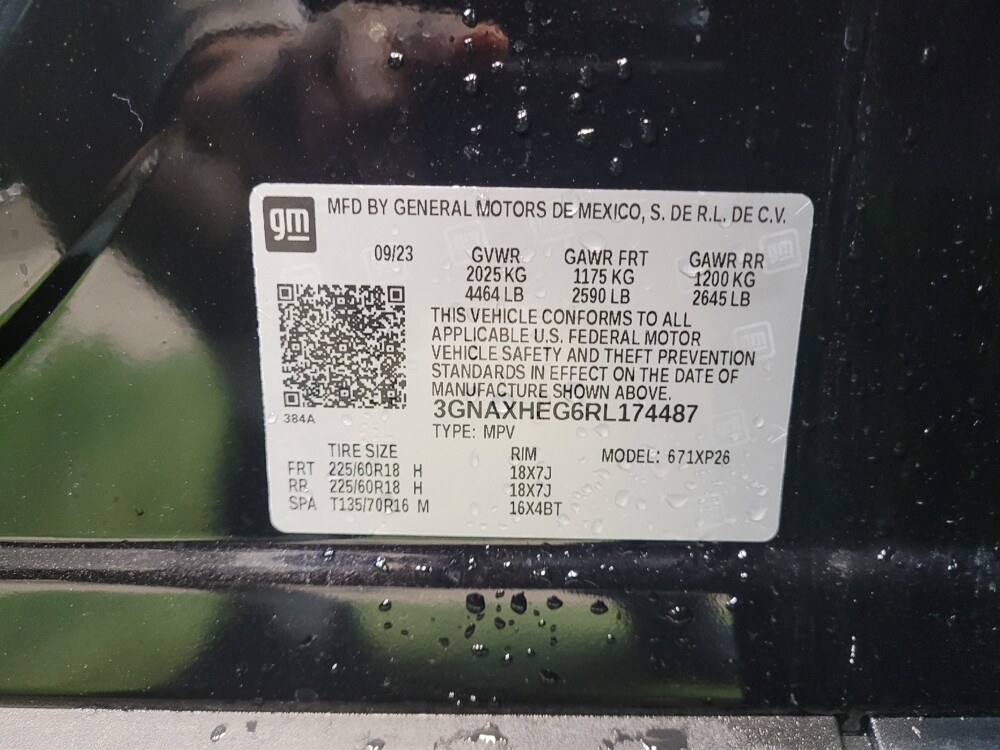 gm MFD BY GENERAL MOTORS DE MEXICO, S. DE R.L. DE C.V.
09/23 GVWR GAWR FRT GAWR RR
2025 KG 1175 KG 1200 KG
4464 LB 2590 LB 2645 LB
THIS VEHICLE CONFORMS TO ALL
APPLICABLE U.S. FEDERAL MOTOR
VEHICLE SAFETY AND THEFT PREVENTION
STANDARDS IN EFFECT ON THE DATE OF
MANUFACTURE SHOWN ABOVE.
3GNAXHEG6RL174487
384A
TYPE: MPV
TIRE SIZE RIM MODEL: 671XP26
FRT 225/60R18 H 18X7J
RR 225/60R18 H 18X7J
SPA T135/70R16 M 16X4BT